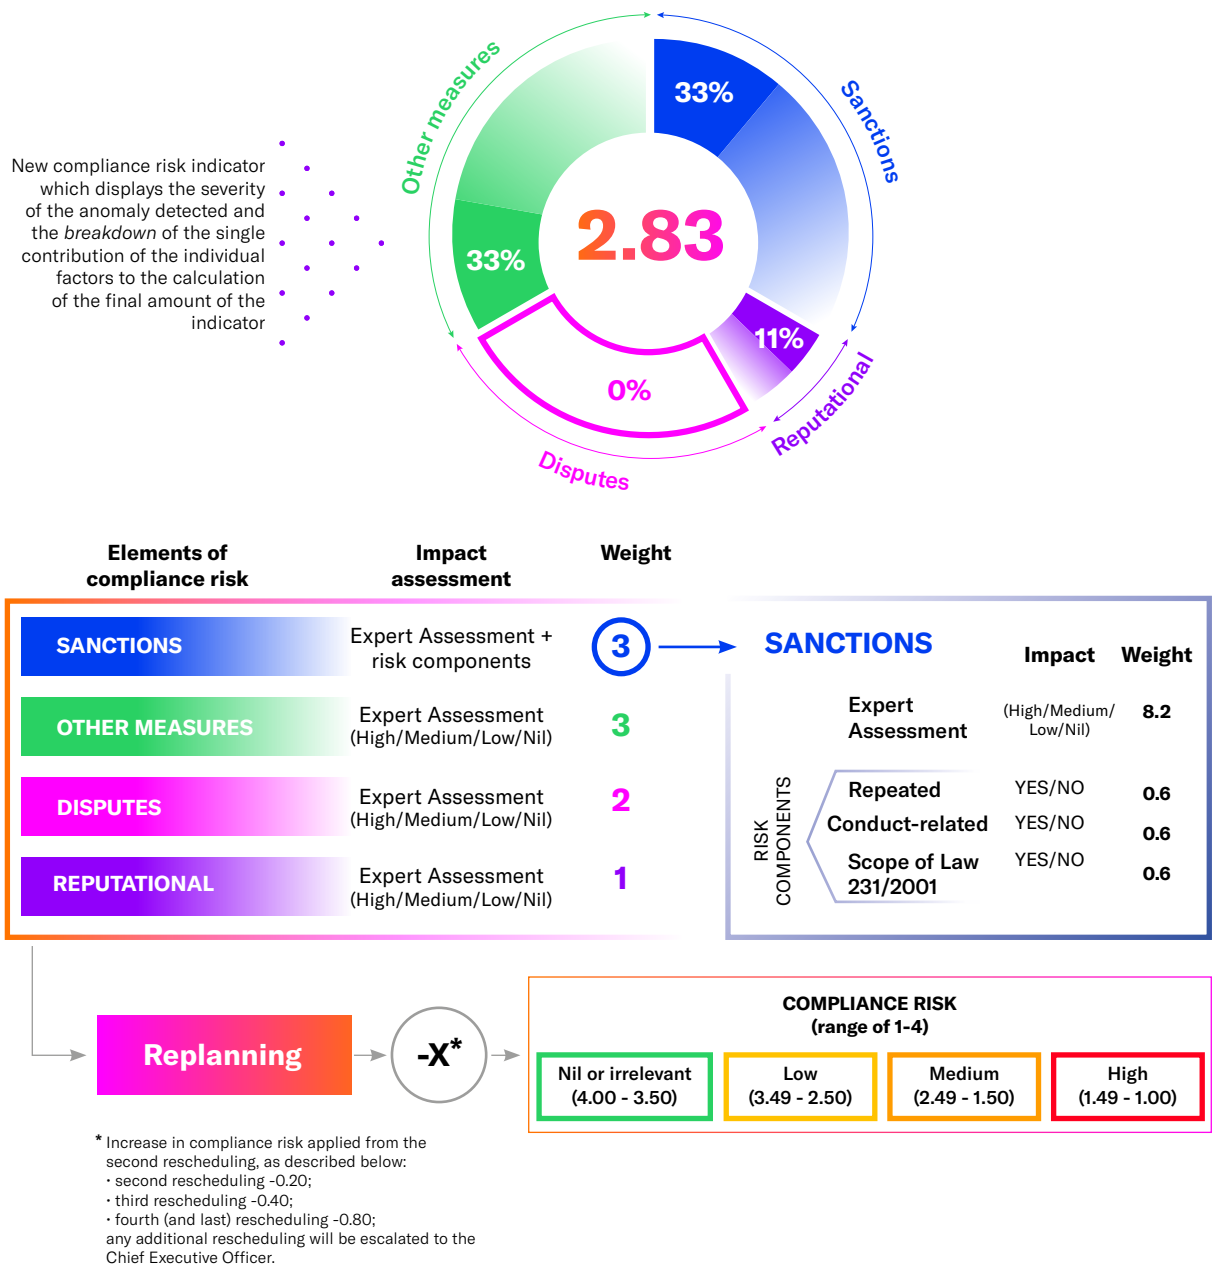 New compliance risk indicator
which displays the severity
of the anomaly detected and
the breakdown of the single
contribution of the individual
factors to the calculation
of the final amount of the
indicator
Other measures
Sanctions
33%
33%
2.83
11%
0%
Reputational
Disputes
Elements of
compliance risk
Impact
assessment
Weight
SANCTIONS
Expert Assessment +
risk components
3
OTHER MEASURES
Expert Assessment
(High/Medium/Low/Nil)
3
DISPUTES
Expert Assessment
(High/Medium/Low/Nil)
2
REPUTATIONAL
Expert Assessment
(High/Medium/Low/Nil)
1
SANCTIONS
Impact
Weight
Expert
Assessment
(High/Medium/
Low/Nil)
8.2
RISK
COMPONENTS
Repeated
YES/NO
0.6
Conduct-related
YES/NO
0.6
Scope of Law
231/2001
YES/NO
0.6
Replanning
-X*
COMPLIANCE RISK
(range of 1-4)
Nil or irrelevant
(4.00 - 3.50)
Low
(3.49 - 2.50)
Medium
(2.49 - 1.50)
High
(1.49 - 1.00)
* Increase in compliance risk applied from the
second rescheduling, as described below:
· second rescheduling -0.20;
· third rescheduling -0.40;
· fourth (and last) rescheduling -0.80;
any additional rescheduling will be escalated to the
Chief Executive Officer.